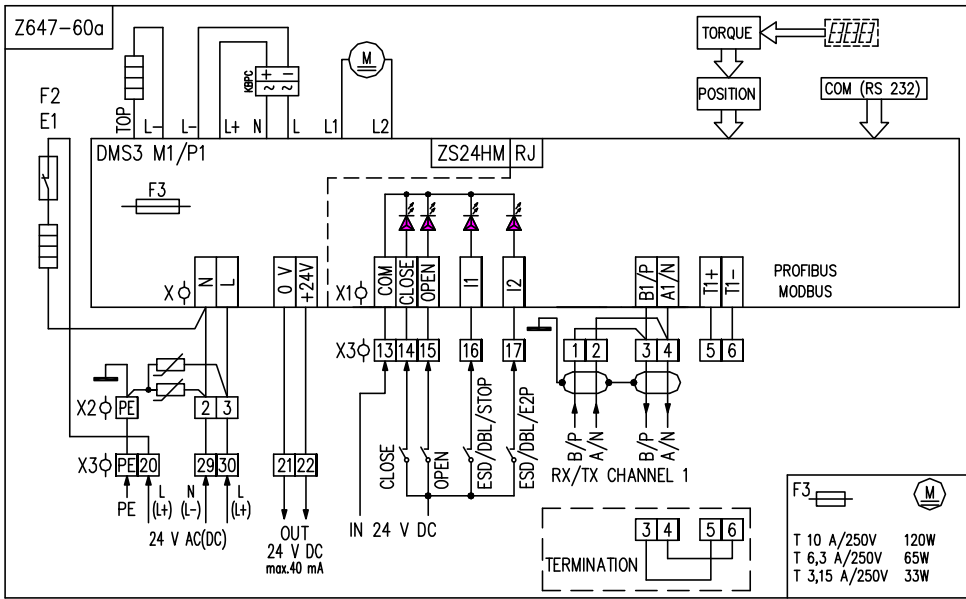 Z647-60a
TORQUE
POSITION
COM (RS 232)
F2
E1
KBPC
+ −
~ ~
M
TOP L− L− L+ N L L1 L2
DMS3 M1/P1
ZS24HM RJ
F3
X N L
0 V +24V
X1 COM CLOSE OPEN I1 I2
B1/P A1/N T1+ T1-
PROFIBUS
MODBUS
X3 13 14 15 16 17
1 2 3 4 5 6
X2 PE 2 3
X3 PE 20 29 30 21 22
CLOSE
OPEN
ESD/DBL/STOP
ESD/DBL/E2P
B/P A/N B/P A/N
RX/TX CHANNEL 1
PE
L
(L+)
N
(L-)
L
(L+)
24 V AC(DC)
OUT
24 V DC
max.40 mA
IN 24 V DC
TERMINATION
3 4 5 6
F3 M
T 10 A/250V 120W
T 6,3 A/250V 65W
T 3,15 A/250V 33W